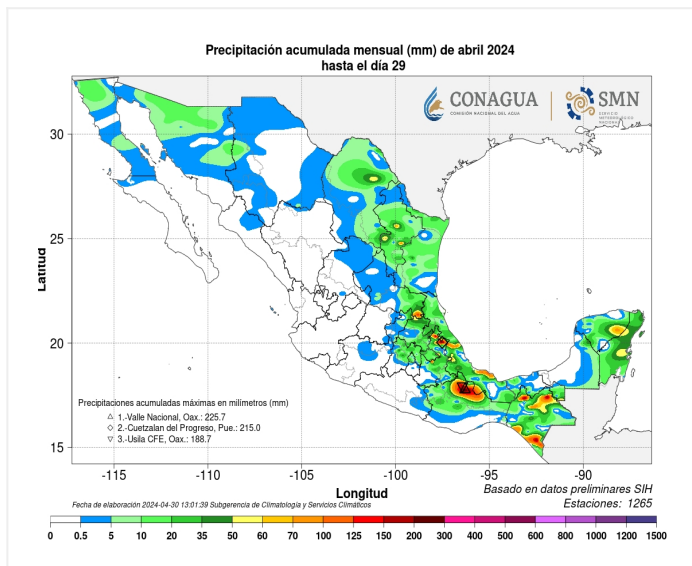 Precipitación acumulada mensual (mm) de abril 2024
hasta el día 29
CONAGUA
COMISIÓN NACIONAL DEL AGUA
SMN
SERVICIO
METEOROLÓGICO
NACIONAL
30
25
20
15
Latitud
Precipitaciones acumuladas máximas en milímetros (mm)
1.-Valle Nacional, Oax.: 225.7
2.-Cuetzalan del Progreso, Pue.: 215.0
3.-Usila CFE, Oax.: 188.7
-115 -110 -105 -100 -95 -90
Longitud
Basado en datos preliminares SIH
Estaciones: 1265
Fecha de elaboración 2024-04-30 13:01:39 Subgerencia de Climatología y Servicios Climáticos
0 0.5 5 10 20 35 50 60 70 100 125 150 200 300 400 500 600 800 1000 1200 1500